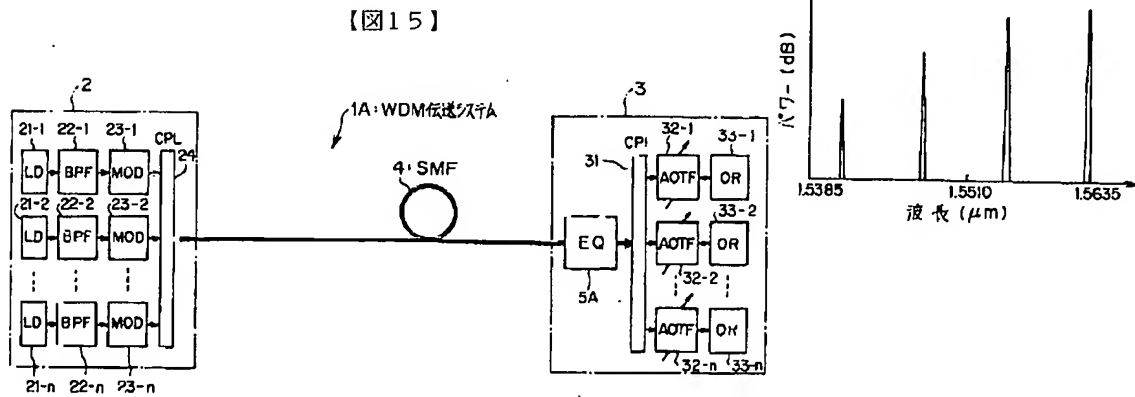 【図15】
2
21-1 22-1 23-1 CPL
24
LD BPF MOD
21-2 22-2 23-2
LD BPF MOD
LD BPF MOD
21-n 22-n 23-n
1A:WDM伝送システム
4:SMF
3
EQ
5A
CPL
31
32-1 33-1
AOTF OR
33-2
AOTF OR
32-2
AOTF OR
32-n 33-n
パワー(dB)
1.5385 1.5510 1.5635
波長(μm)